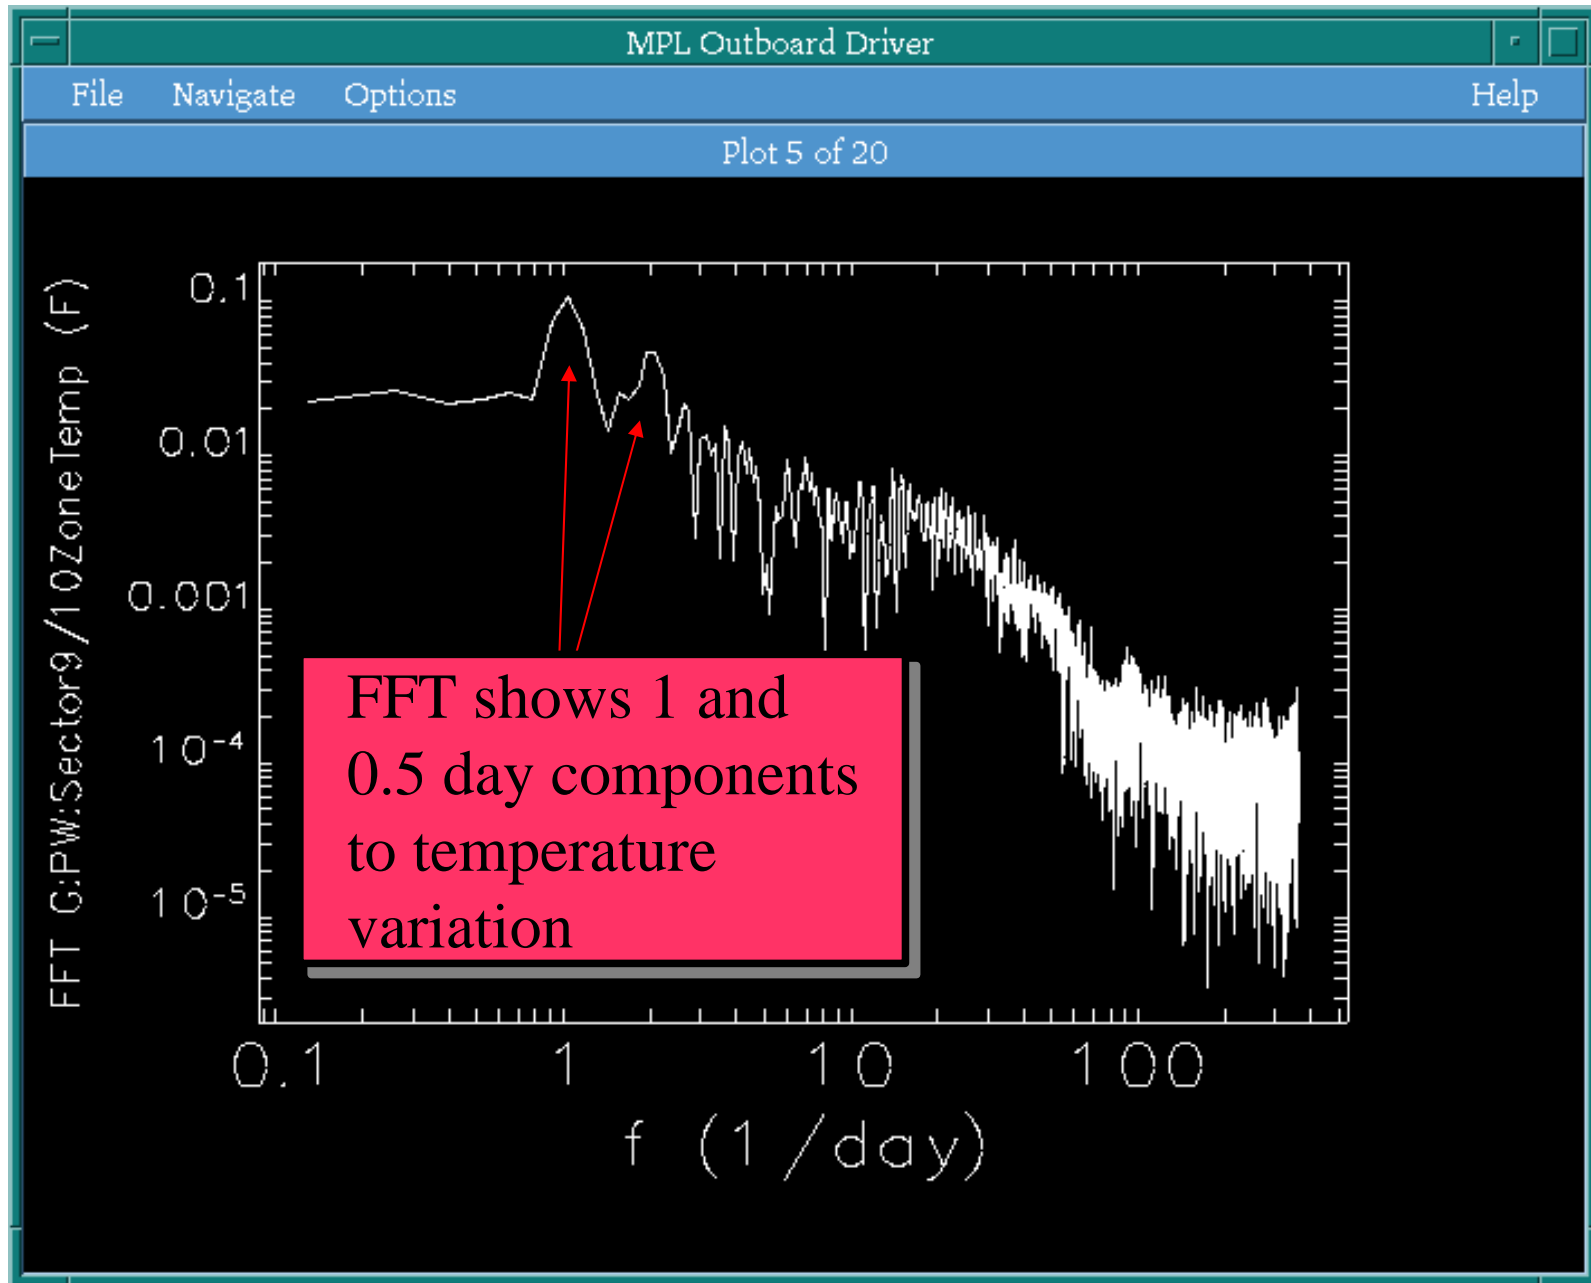 MPL Outboard Driver
File Navigate Options Help
Plot 5 of 20
FFT G:PW:Sector9/10ZoneTemp (F)
0.1
0.01
0.001
10⁻⁴
10⁻⁵
FFT shows 1 and
0.5 day components
to temperature
variation
0.1 1 10 100
f (1/day)